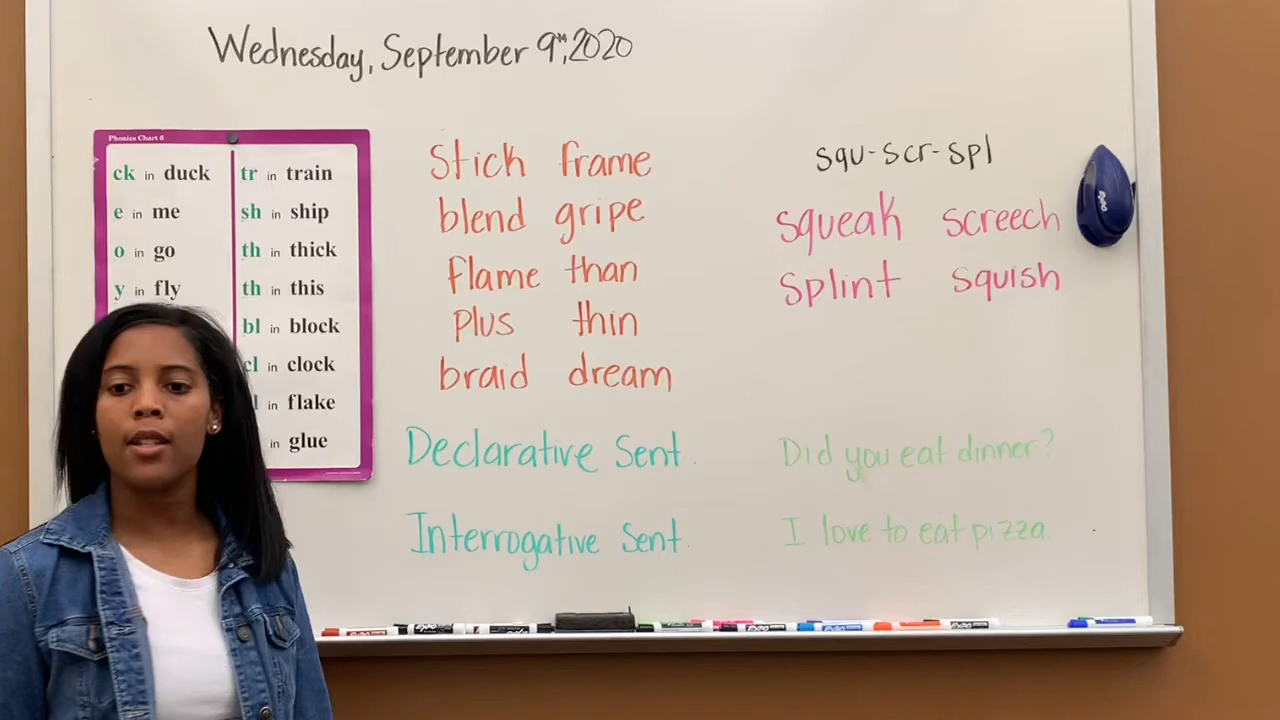 Wednesday, September 9th, 2020
Phonics Chart 6
ck in duck
e in me
o in go
y in fly
tr in train
sh in ship
th in thick
th in this
bl in block
cl in clock
in flake
in glue
Stick frame
blend gripe
flame than
plus thin
braid dream
squ-scr-spl
squeak screech
splint squish
Declarative Sent.
Did you eat dinner?
Interrogative Sent.
I love to eat pizza.
EXPO